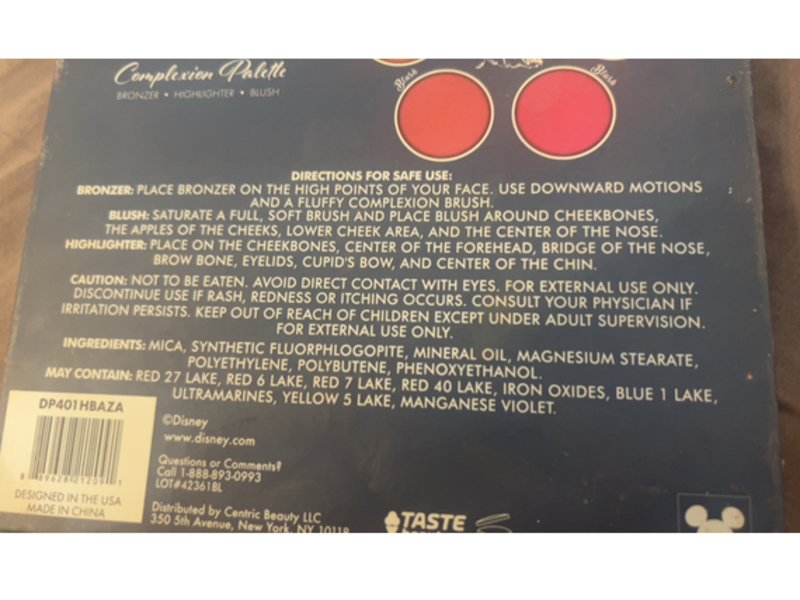 Complexion Palette
BRONZER • HIGHLIGHTER • BLUSH
Blush
Blush
DIRECTIONS FOR SAFE USE:
BRONZER: PLACE BRONZER ON THE HIGH POINTS OF YOUR FACE. USE DOWNWARD MOTIONS
AND A FLUFFY COMPLEXION BRUSH.
BLUSH: SATURATE A FULL, SOFT BRUSH AND PLACE BLUSH AROUND CHEEKBONES,
THE APPLES OF THE CHEEKS, LOWER CHEEK AREA, AND THE CENTER OF THE NOSE.
HIGHLIGHTER: PLACE ON THE CHEEKBONES, CENTER OF THE FOREHEAD, BRIDGE OF THE NOSE,
BROW BONE, EYELIDS, CUPID'S BOW, AND CENTER OF THE CHIN.
CAUTION: NOT TO BE EATEN. AVOID DIRECT CONTACT WITH EYES. FOR EXTERNAL USE ONLY.
DISCONTINUE USE IF RASH, REDNESS OR ITCHING OCCURS. CONSULT YOUR PHYSICIAN IF
IRRITATION PERSISTS. KEEP OUT OF REACH OF CHILDREN EXCEPT UNDER ADULT SUPERVISION.
FOR EXTERNAL USE ONLY.
INGREDIENTS: MICA, SYNTHETIC FLUORPHLOGOPITE, MINERAL OIL, MAGNESIUM STEARATE,
POLYETHYLENE, POLYBUTENE, PHENOXYETHANOL.
MAY CONTAIN: RED 27 LAKE, RED 6 LAKE, RED 7 LAKE, RED 40 LAKE, IRON OXIDES, BLUE 1 LAKE,
ULTRAMARINES, YELLOW 5 LAKE, MANGANESE VIOLET.
DP401HBAZA
DESIGNED IN THE USA
MADE IN CHINA
©Disney
www.disney.com
Questions or Comments?
Call 1-888-893-0993
LOT#42361BL
Distributed by Centric Beauty LLC
350 5th Avenue, New York, NY 10118
TASTE